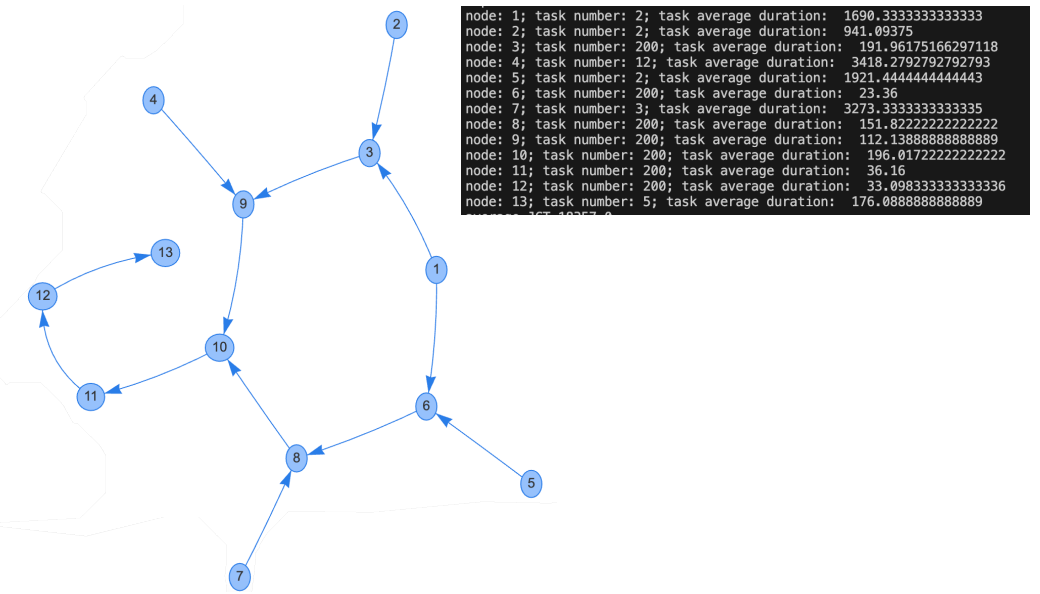 2
4
3
9
13
1
12
10
11
6
8
5
7
node: 1; task number: 2; task average duration:  1690.3333333333333
node: 2; task number: 2; task average duration:  941.09375
node: 3; task number: 200; task average duration:  191.96175166297118
node: 4; task number: 12; task average duration:  3418.2792792792793
node: 5; task number: 2; task average duration:  1921.4444444444443
node: 6; task number: 200; task average duration:  23.36
node: 7; task number: 3; task average duration:  3273.3333333333335
node: 8; task number: 200; task average duration:  151.82222222222222
node: 9; task number: 200; task average duration:  112.13888888888889
node: 10; task number: 200; task average duration:  196.01722222222222
node: 11; task number: 200; task average duration:  36.16
node: 12; task number: 200; task average duration:  33.098333333333336
node: 13; task number: 5; task average duration:  176.0888888888889